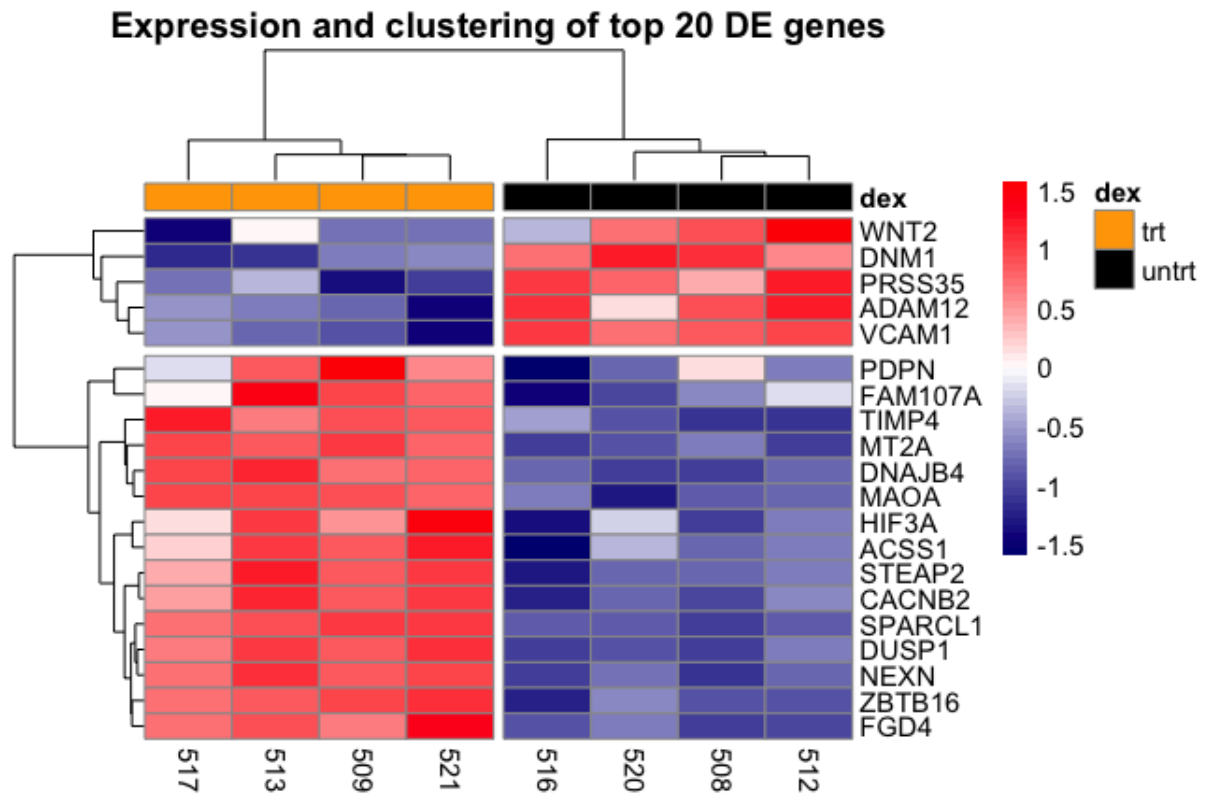 Expression and clustering of top 20 DE genes
dex
WNT2
DNM1
PRSS35
ADAM12
VCAM1
PDPN
FAM107A
TIMP4
MT2A
DNAJB4
MAOA
HIF3A
ACSS1
STEAP2
CACNB2
SPARCL1
DUSP1
NEXN
ZBTB16
FGD4
517
513
509
521
516
520
508
512
1.5
1
0.5
0
-0.5
-1
-1.5
dex
trt
untrt